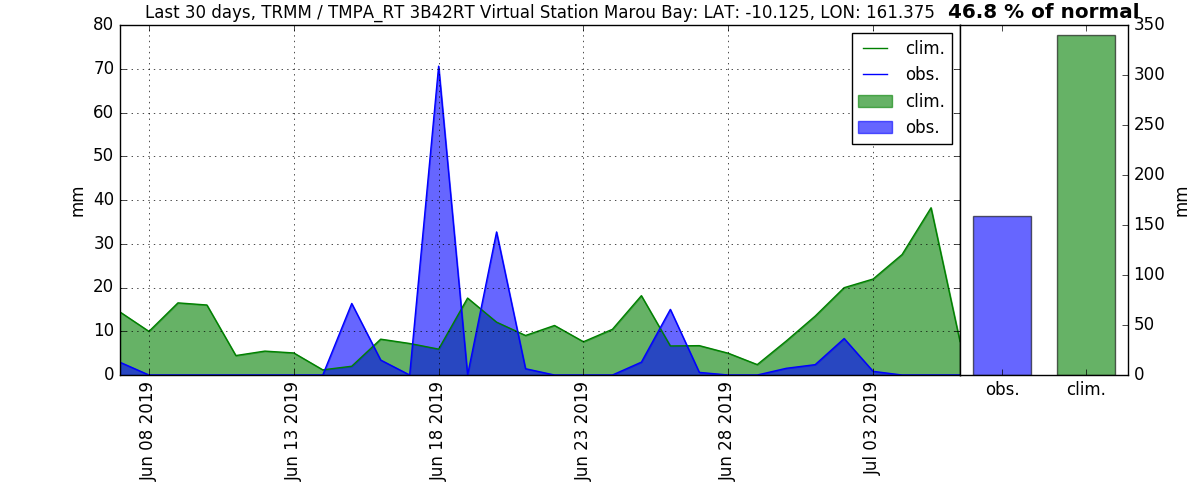 Last 30 days, TRMM / TMPA_RT 3B42RT Virtual Station Marou Bay: LAT: -10.125, LON: 161.375
46.8 % of normal
80
70
60
50
40
30
20
10
0
mm
clim.
obs.
clim.
obs.
350
300
250
200
150
100
50
0
mm
Jun 08 2019
Jun 13 2019
Jun 18 2019
Jun 23 2019
Jun 28 2019
Jul 03 2019
obs.
clim.